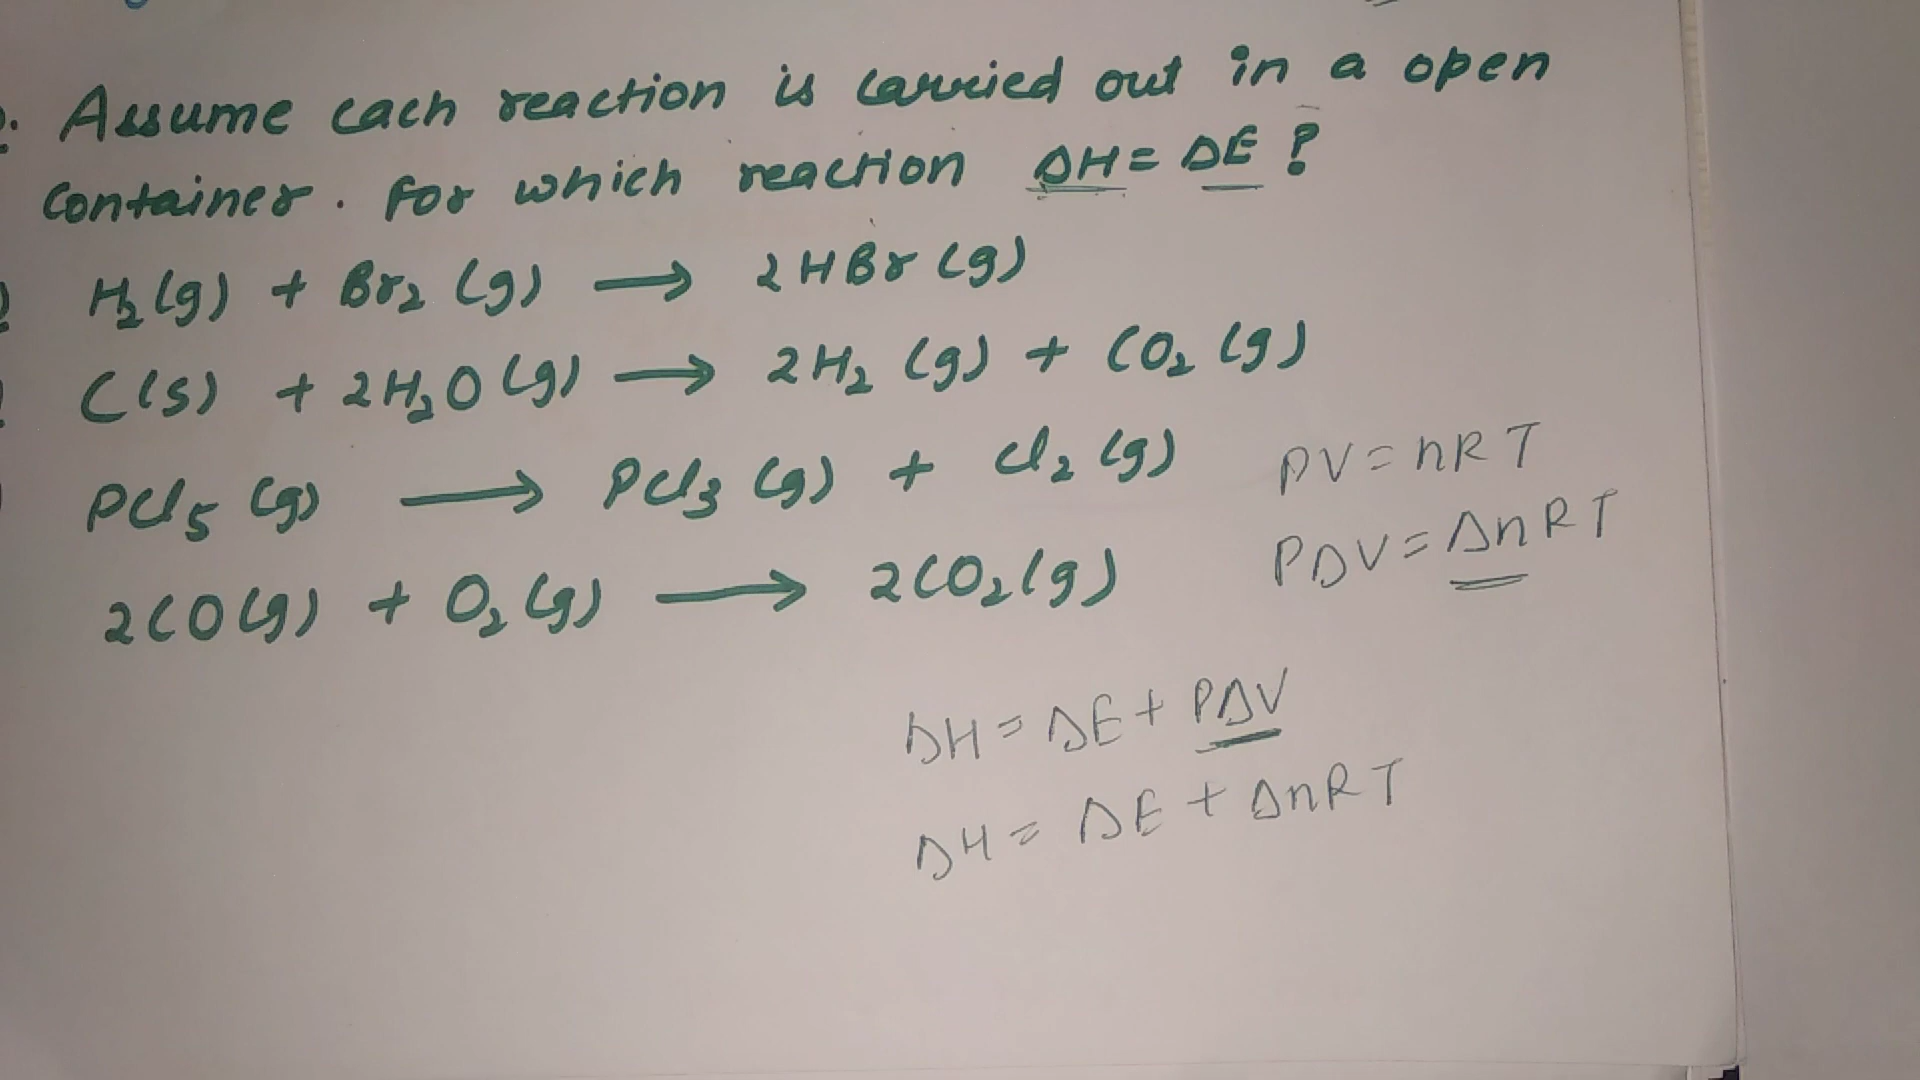 Assume each reaction is carried out in a open
container. For which reaction ΔH = ΔE ?
H₂(g) + Br₂ (g) ⟶ 2HBr (g)
C(s) + 2H₂O (g) ⟶ 2H₂ (g) + CO₂ (g)
PCl₅ (g) ⟶ PCl₃ (g) + Cl₂ (g)
PV = nRT
PΔV = ΔnRT
2CO(g) + O₂ (g) ⟶ 2CO₂(g)
ΔH = ΔE + PΔV
ΔH = ΔE + ΔnRT